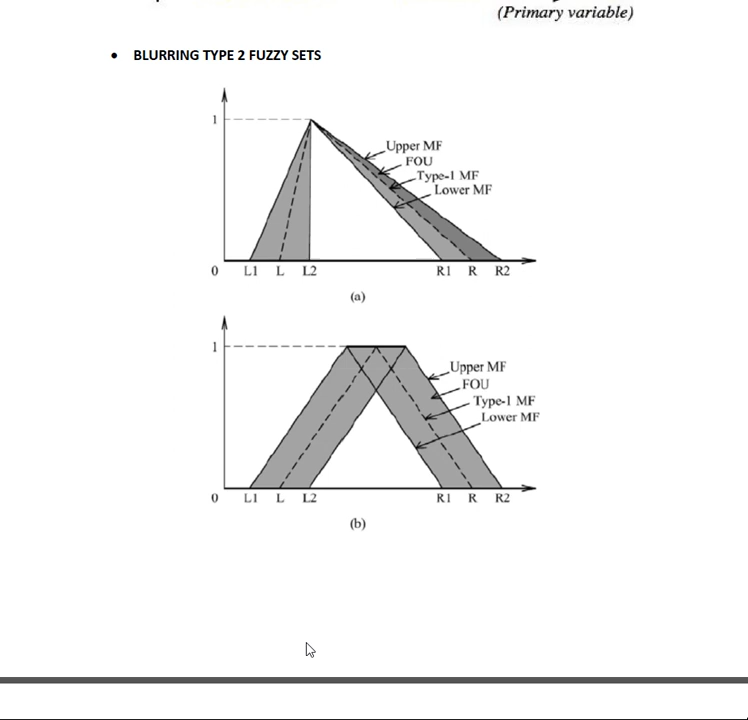 (Primary variable)
• BLURRING TYPE 2 FUZZY SETS
1
Upper MF
FOU
Type-1 MF
Lower MF
0 L1 L L2 R1 R R2
(a)
1
Upper MF
FOU
Type-1 MF
Lower MF
0 L1 L L2 R1 R R2
(b)